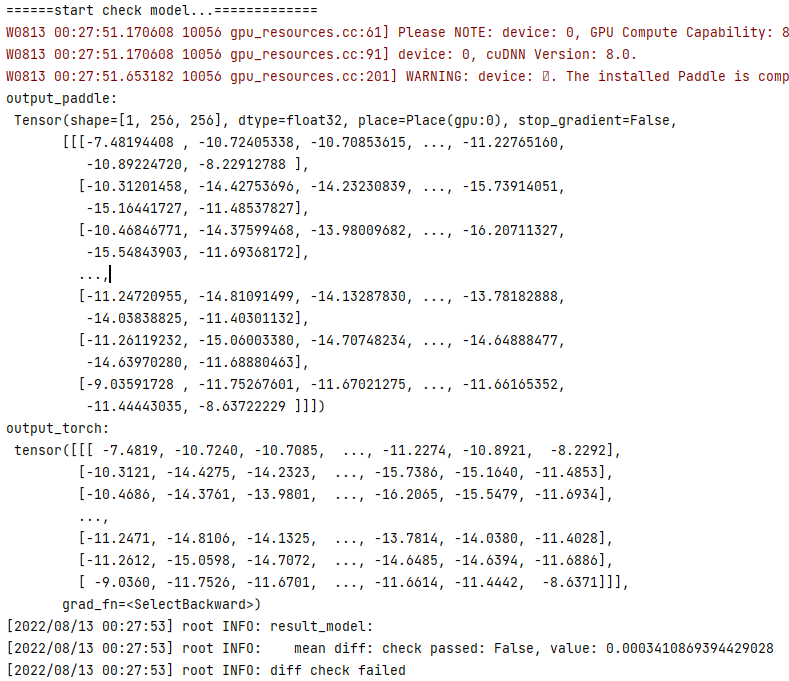 ======start check model...=============
W0813 00:27:51.170608 10056 gpu_resources.cc:61] Please NOTE: device: 0, GPU Compute Capability: 8
W0813 00:27:51.170608 10056 gpu_resources.cc:91] device: 0, cuDNN Version: 8.0.
W0813 00:27:51.653182 10056 gpu_resources.cc:201] WARNING: device: . The installed Paddle is comp
output_paddle:
 Tensor(shape=[1, 256, 256], dtype=float32, place=Place(gpu:0), stop_gradient=False,
       [[[-7.48194408 , -10.72405338, -10.70853615, ..., -11.22765160,
          -10.89224720, -8.22912788 ],
         [-10.31201458, -14.42753696, -14.23230839, ..., -15.73914051,
          -15.16441727, -11.48537827],
         [-10.46846771, -14.37599468, -13.98009682, ..., -16.20711327,
          -15.54843903, -11.69368172],
         ...,
         [-11.24720955, -14.81091499, -14.13287830, ..., -13.78182888,
          -14.03838825, -11.40301132],
         [-11.26119232, -15.06003380, -14.70748234, ..., -14.64888477,
          -14.63970280, -11.68880463],
         [-9.03591728 , -11.75267601, -11.67021275, ..., -11.66165352,
          -11.44443035, -8.63722229 ]]])
output_torch:
 tensor([[[ -7.4819, -10.7240, -10.7085,  ..., -11.2274, -10.8921,  -8.2292],
         [-10.3121, -14.4275, -14.2323,  ..., -15.7386, -15.1640, -11.4853],
         [-10.4686, -14.3761, -13.9801,  ..., -16.2065, -15.5479, -11.6934],
         ...,
         [-11.2471, -14.8106, -14.1325,  ..., -13.7814, -14.0380, -11.4028],
         [-11.2612, -15.0598, -14.7072,  ..., -14.6485, -14.6394, -11.6886],
         [ -9.0360, -11.7526, -11.6701,  ..., -11.6614, -11.4442,  -8.6371]]],
       grad_fn=<SelectBackward>)
[2022/08/13 00:27:53] root INFO: result_model:
[2022/08/13 00:27:53] root INFO:    mean diff: check passed: False, value: 0.0003410869394429028
[2022/08/13 00:27:53] root INFO: diff check failed